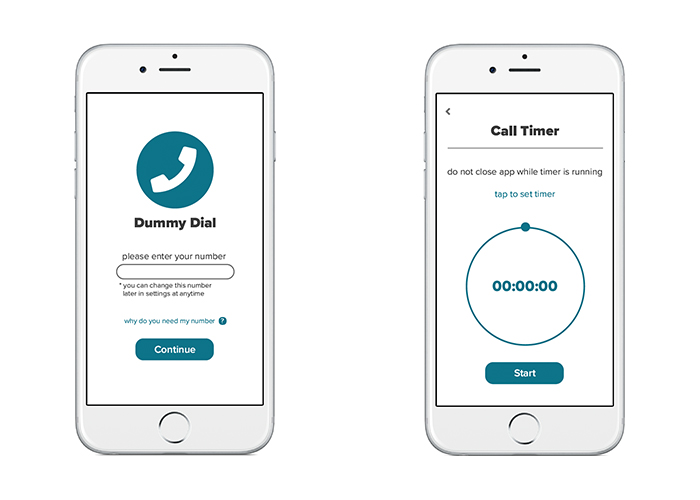 Dummy Dial
please enter your number
* you can change this number
later in settings at anytime
why do you need my number ?
Continue
<
Call Timer
do not close app while timer is running
tap to set timer
00:00:00
Start